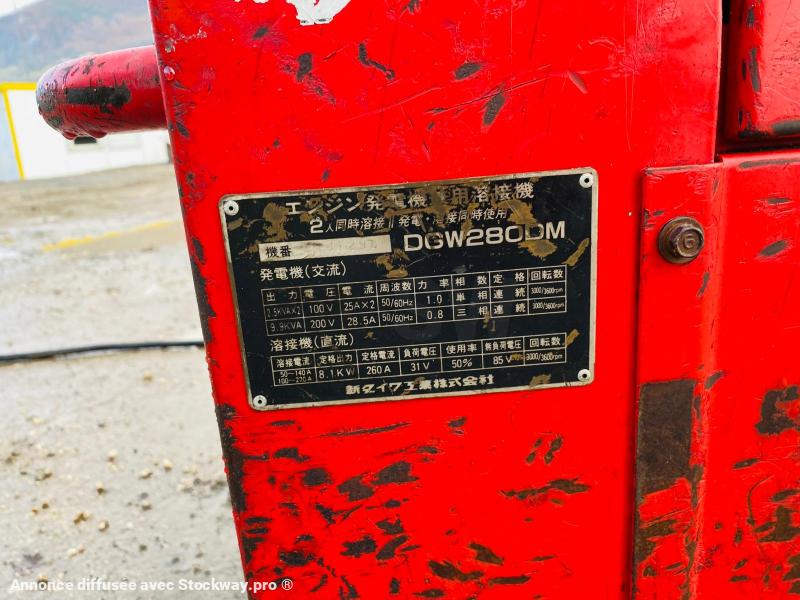 エンジン発電機 用溶接機
2人同時溶接 発電・溶接同時使用
機番
DGW280DM
発電機(交流)
出力 電圧 電流 周波数 力率 相数 定格 回転数
2.5KVA×2 100V 25A×2 50/60Hz 1.0 単相 連続 3000/3600rpm
9.9KVA 200V 28.5A 50/60Hz 0.8 三相 連続 3000/3600rpm
溶接機(直流)
溶接電流 定格出力 定格電流 負荷電圧 使用率 無負荷電圧 回転数
50-140A 100-270A 8.1KW 260A 31V 50% 85V 3000/3600rpm
新ダイワ工業株式会社
Annonce diffusée avec Stockway.pro ®